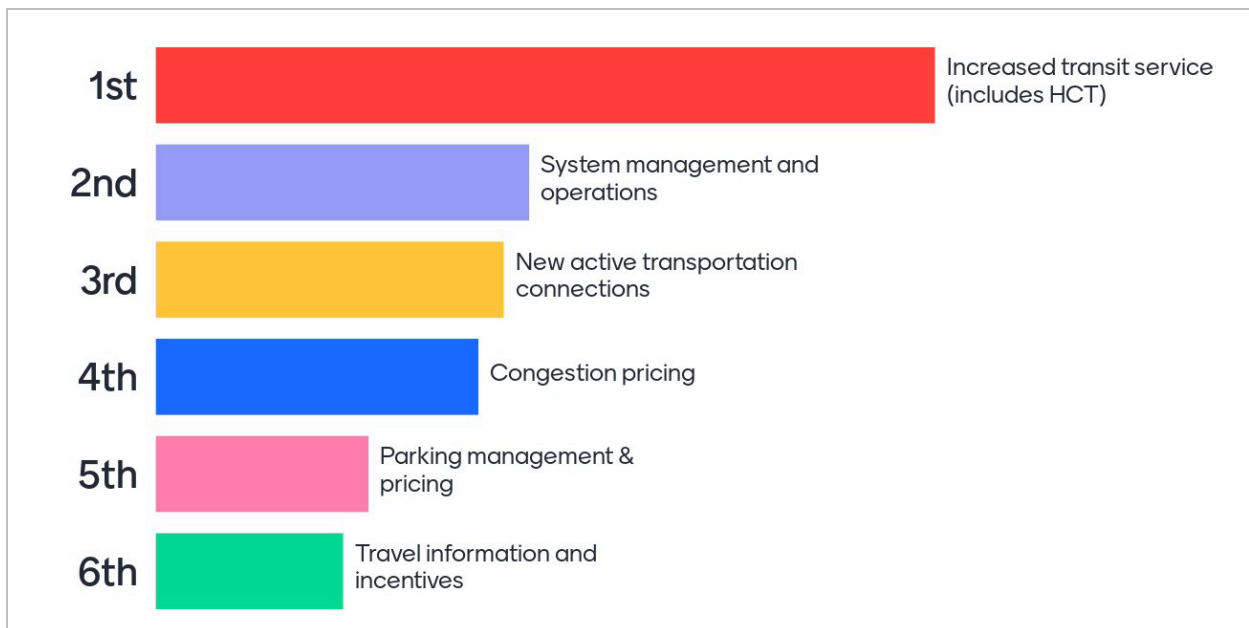 1st
Increased transit service
(includes HCT)
2nd
System management and
operations
3rd
New active transportation
connections
4th
Congestion pricing
5th
Parking management &
pricing
6th
Travel information and
incentives